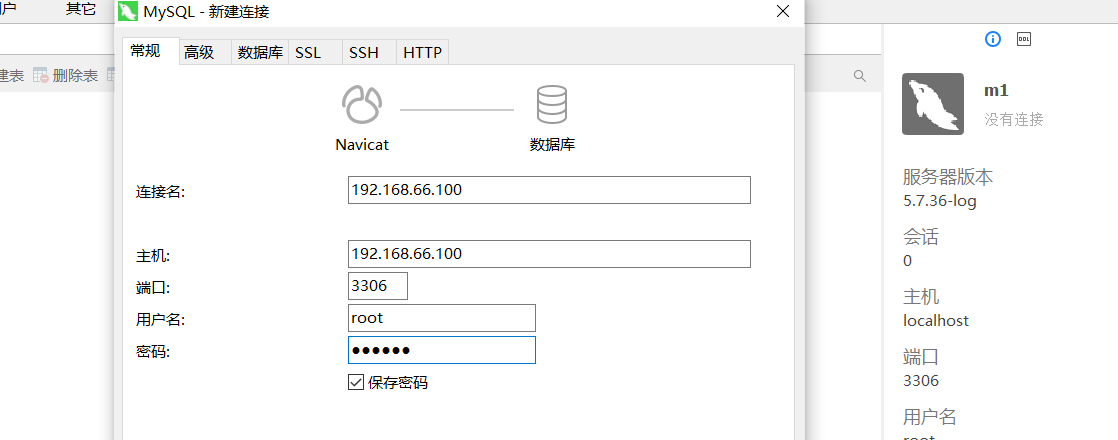 其它
MySQL - 新建连接
常规 高级 数据库 SSL SSH HTTP
建表 删除表
Navicat
数据库
连接名: 192.168.66.100
主机: 192.168.66.100
端口: 3306
用户名: root
密码: ●●●●●●
保存密码
DDL
m1
没有连接
服务器版本
5.7.36-log
会话
0
主机
localhost
端口
3306
用户名
root